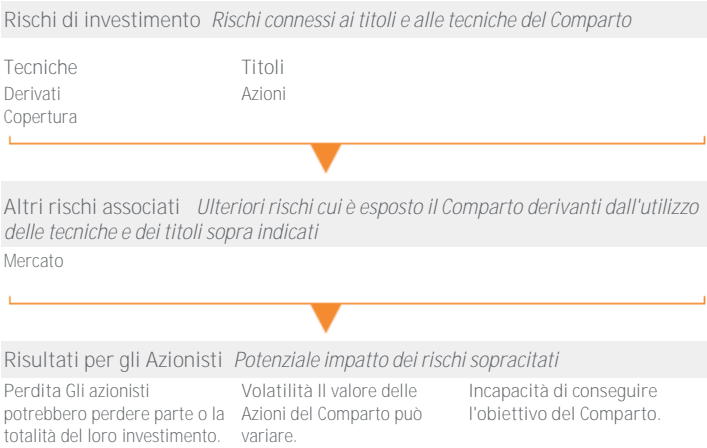 Rischi di investimento Rischi connessi ai titoli e alle tecniche del Comparto
Tecniche
Derivati
Copertura
Titoli
Azioni
Altri rischi associati Ulteriori rischi cui è esposto il Comparto derivanti dall'utilizzo
delle tecniche e dei titoli sopra indicati
Mercato
Risultati per gli Azionisti Potenziale impatto dei rischi sopracitati
Perdita Gli azionisti
potrebbero perdere parte o la
totalità del loro investimento.
Volatilità Il valore delle
Azioni del Comparto può
variare.
Incapacità di conseguire
l'obiettivo del Comparto.